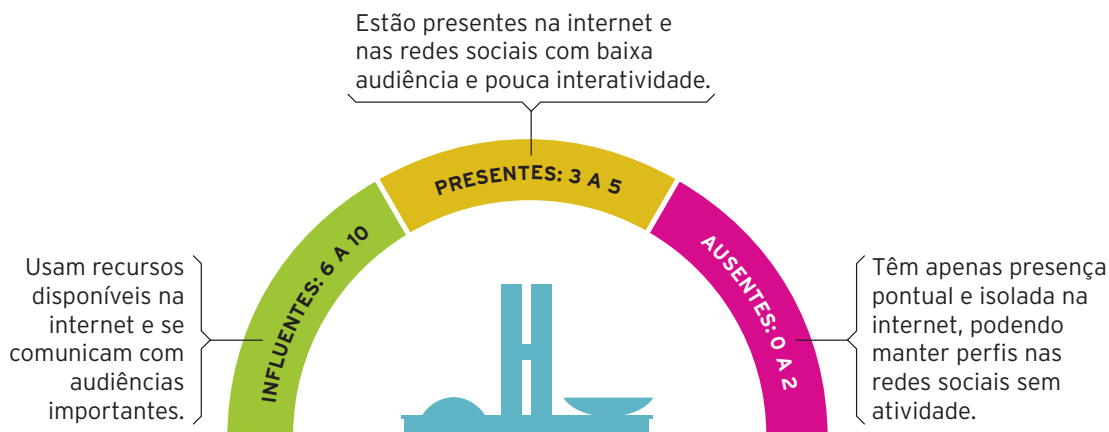 Estão presentes na internet e
nas redes sociais com baixa
audiência e pouca interatividade.
PRESENTES: 3 A 5
INFLUENTES: 6 A 10
AUSENTES: 0 A 2
Usam recursos
disponíveis na
internet e se
comunicam com
audiências
importantes.
Têm apenas presença
pontual e isolada na
internet, podendo
manter perfis nas
redes sociais sem
atividade.